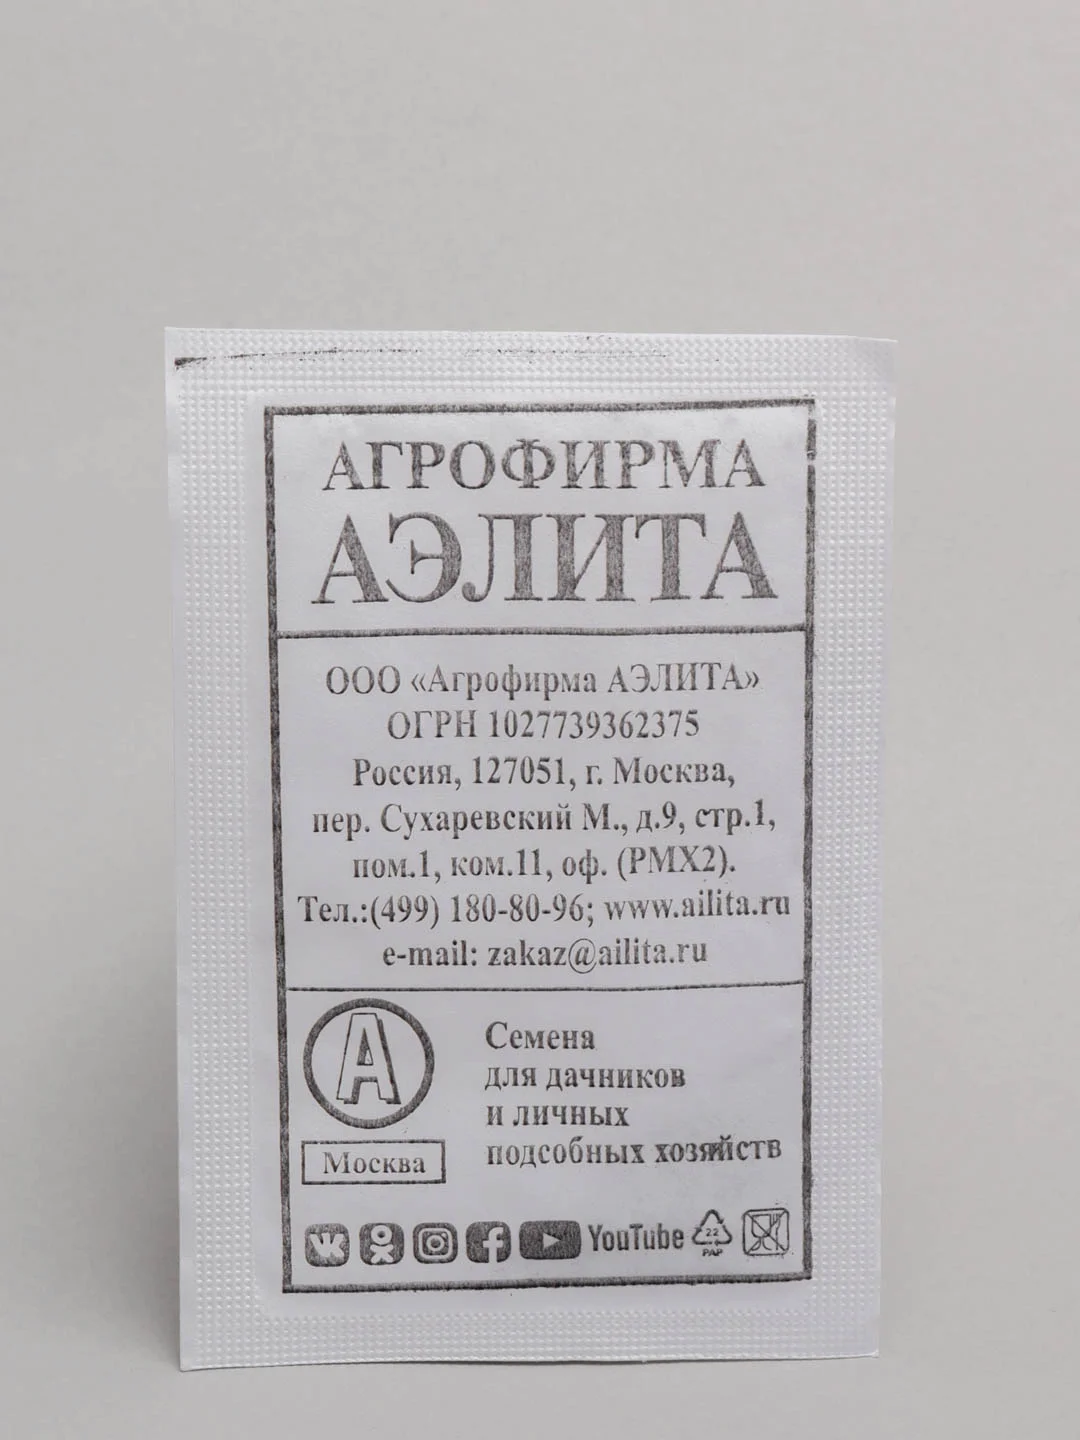 АГРОФИРМА
АЭЛИТА
ООО «Агрофирма АЭЛИТА»
ОГРН 1027739362375
Россия, 127051, г. Москва,
пер. Сухаревский М., д.9, стр.1,
пом.1, ком.11, оф. (РМХ2).
Тел.:(499) 180-80-96; www.ailita.ru
e-mail: zakaz@ailita.ru
А
Москва
Семена
для дачников
и личных
подсобных хозяйств
YouTube
22
PAP